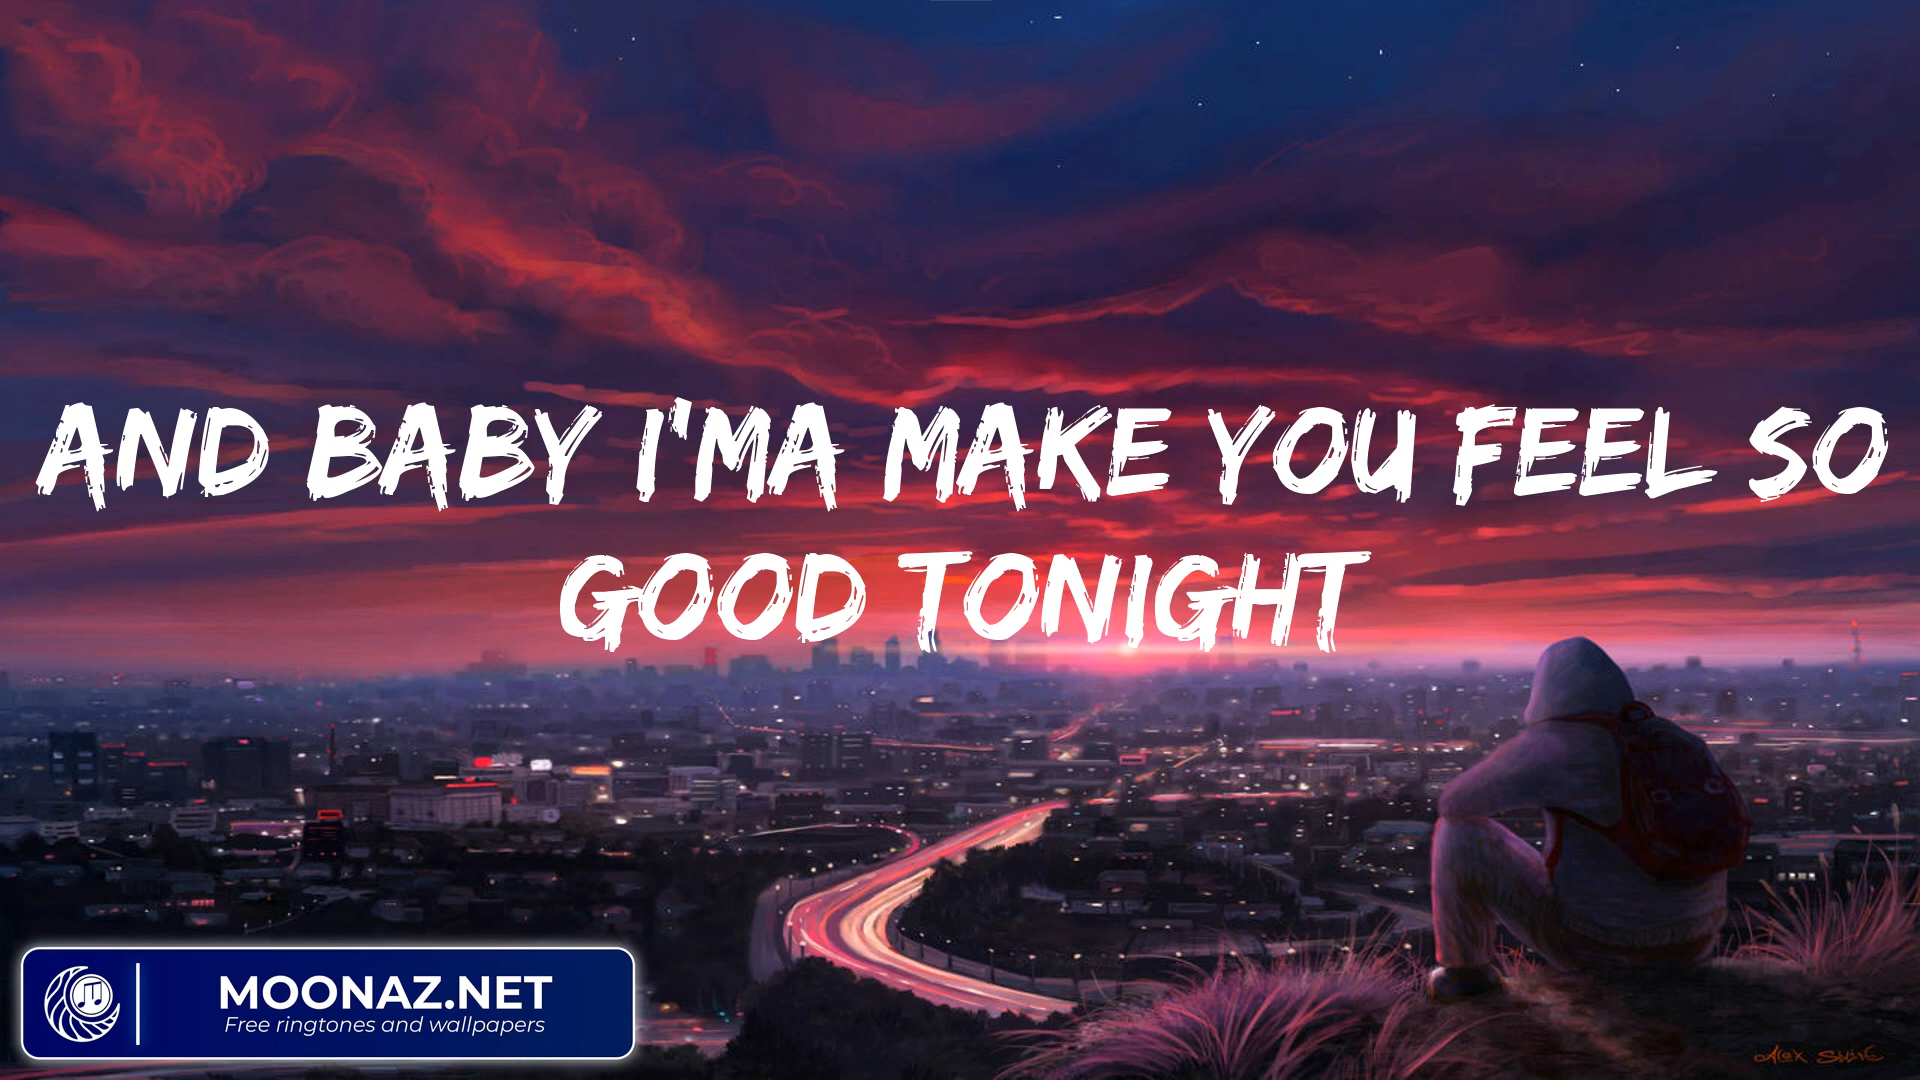 AND BABY I'MA MAKE YOU FEEL SO
GOOD TONIGHT
MOONAZ.NET
Free ringtones and wallpapers